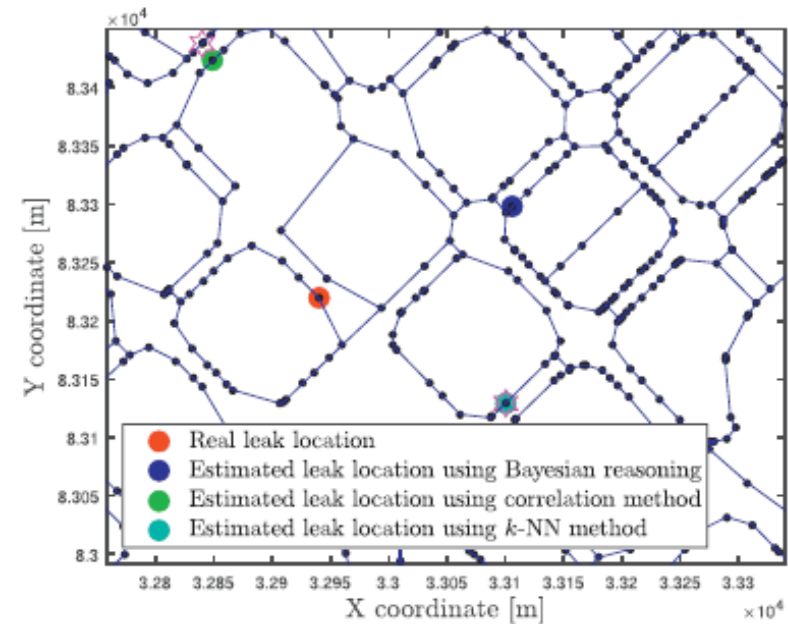 ×10⁴
8.34
8.335
8.33
8.325
8.32
8.315
8.31
8.305
8.3
Y coordinate [m]
Real leak location
Estimated leak location using Bayesian reasoning
Estimated leak location using correlation method
Estimated leak location using k-NN method
3.28 3.285 3.29 3.295 3.3 3.305 3.31 3.315 3.32 3.325 3.33
X coordinate [m]
×10⁴